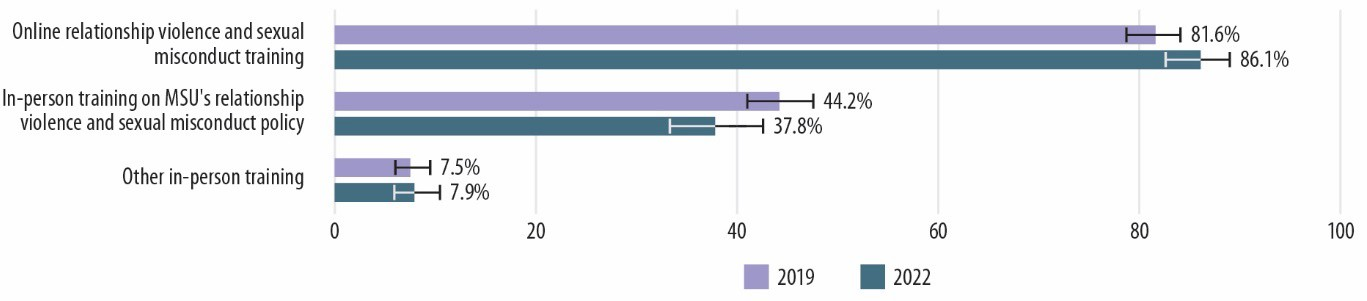 Online relationship violence and sexual
misconduct training
81.6%
86.1%
In-person training on MSU's relationship
violence and sexual misconduct policy
44.2%
37.8%
Other in-person training
7.5%
7.9%
0 20 40 60 80 100
2019 2022